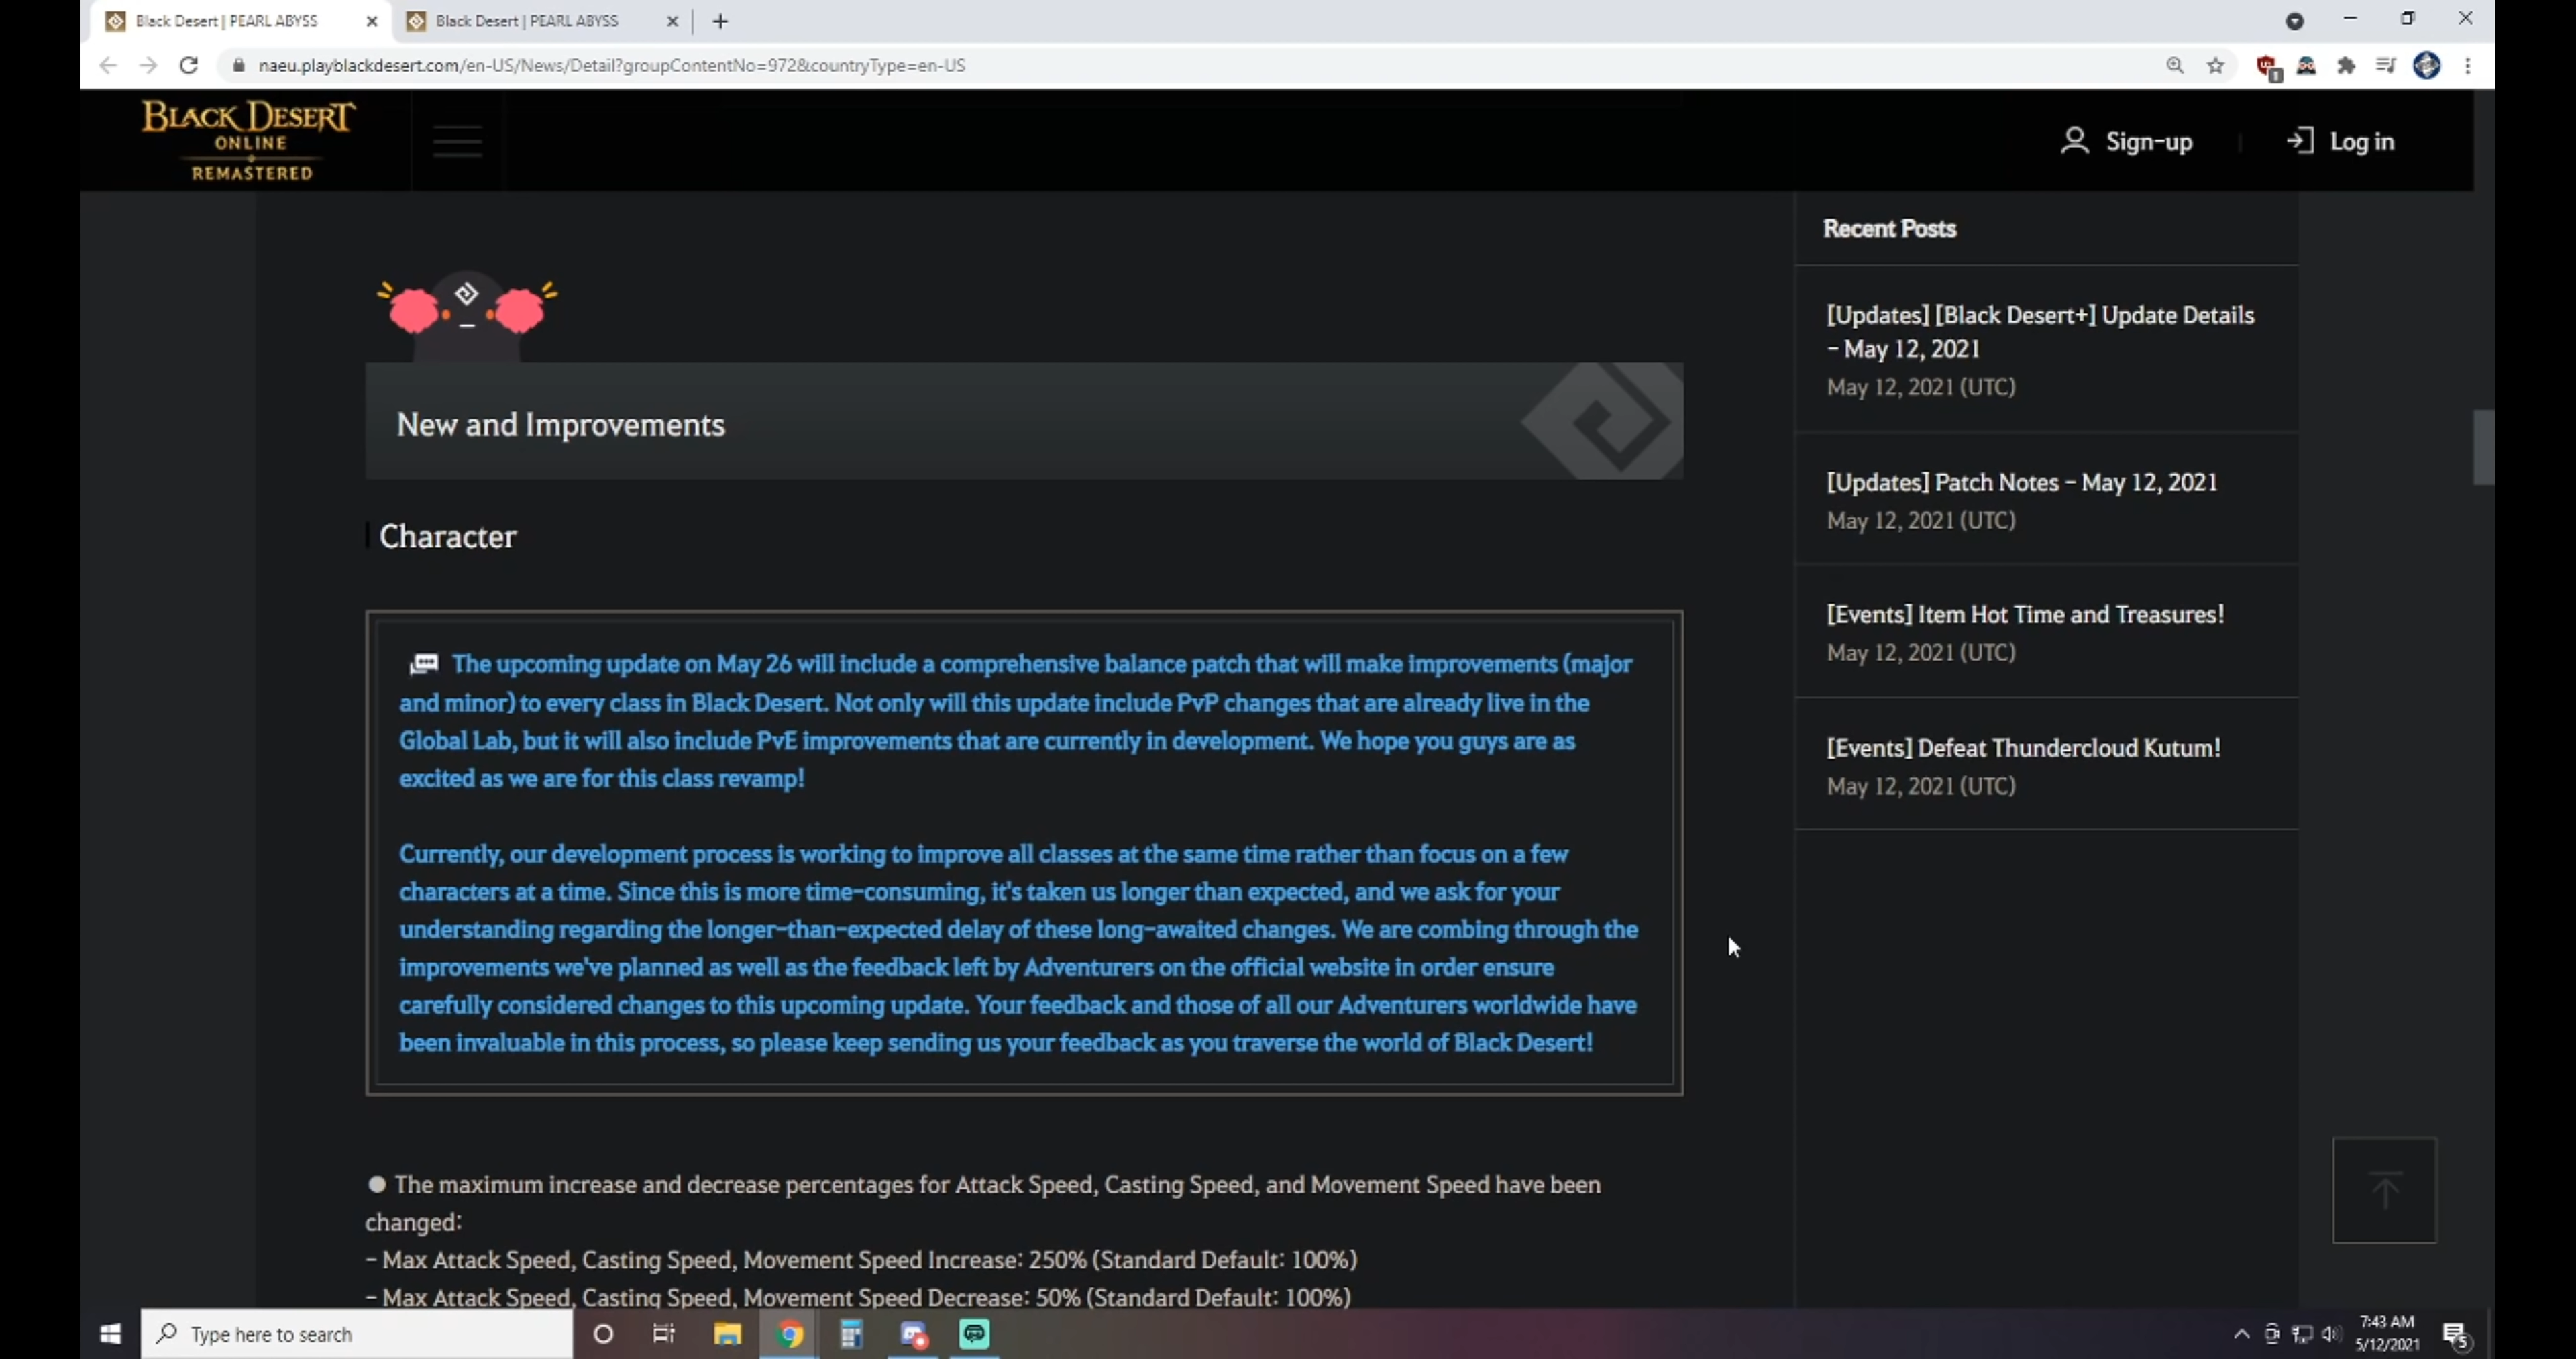 Black Desert | PEARL ABYSS
Black Desert | PEARL ABYSS
naeu.playblackdesert.com/en-US/News/Detail?groupContentNo=972&countryType=en-US
BLACK DESERT
ONLINE
REMASTERED
Sign-up
Log in
New and Improvements
Character
The upcoming update on May 26 will include a comprehensive balance patch that will make improvements (major
and minor) to every class in Black Desert. Not only will this update include PvP changes that are already live in the
Global Lab, but it will also include PvE improvements that are currently in development. We hope you guys are as
excited as we are for this class revamp!
Currently, our development process is working to improve all classes at the same time rather than focus on a few
characters at a time. Since this is more time-consuming, it's taken us longer than expected, and we ask for your
understanding regarding the longer-than-expected delay of these long-awaited changes. We are combing through the
improvements we've planned as well as the feedback left by Adventurers on the official website in order ensure
carefully considered changes to this upcoming update. Your feedback and those of all our Adventurers worldwide have
been invaluable in this process, so please keep sending us your feedback as you traverse the world of Black Desert!
● The maximum increase and decrease percentages for Attack Speed, Casting Speed, and Movement Speed have been
changed:
- Max Attack Speed, Casting Speed, Movement Speed Increase: 250% (Standard Default: 100%)
- Max Attack Speed, Casting Speed, Movement Speed Decrease: 50% (Standard Default: 100%)
Recent Posts
[Updates] [Black Desert+] Update Details
- May 12, 2021
May 12, 2021 (UTC)
[Updates] Patch Notes - May 12, 2021
May 12, 2021 (UTC)
[Events] Item Hot Time and Treasures!
May 12, 2021 (UTC)
[Events] Defeat Thundercloud Kutum!
May 12, 2021 (UTC)
Type here to search
7:43 AM
5/12/2021
5